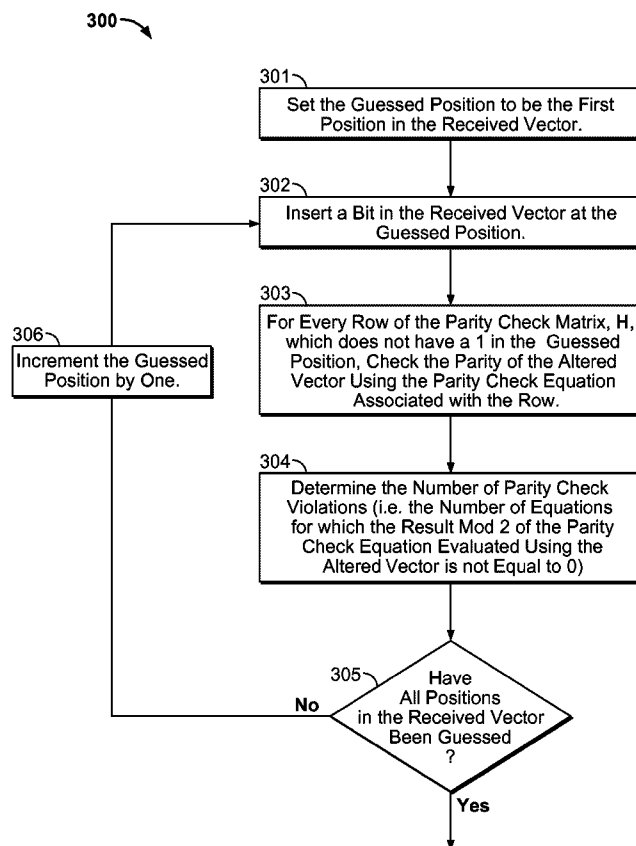 300
301
Set the Guessed Position to be the First
Position in the Received Vector.
302
Insert a Bit in the Received Vector at the
Guessed Position.
303
For Every Row of the Parity Check Matrix, H,
which does not have a 1 in the Guessed
Position, Check the Parity of the Altered
Vector Using the Parity Check Equation
Associated with the Row.
306
Increment the Guessed
Position by One.
304
Determine the Number of Parity Check
Violations (i.e. the Number of Equations
for which the Result Mod 2 of the Parity
Check Equation Evaluated Using the
Altered Vector is not Equal to 0)
305
Have
All Positions
in the Received Vector
Been Guessed
?
No
Yes